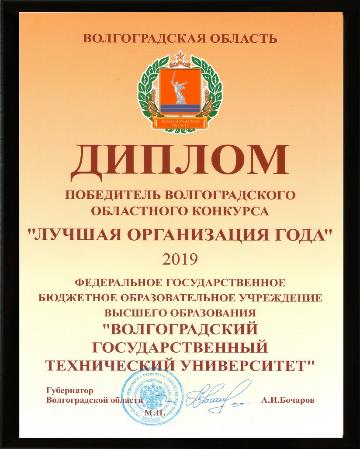 ВОЛГОГРАДСКАЯ ОБЛАСТЬ
ДИПЛОМ
ПОБЕДИТЕЛЬ ВОЛГОГРАДСКОГО
ОБЛАСТНОГО КОНКУРСА
"ЛУЧШАЯ ОРГАНИЗАЦИЯ ГОДА"
2019
ФЕДЕРАЛЬНОЕ ГОСУДАРСТВЕННОЕ
БЮДЖЕТНОЕ ОБРАЗОВАТЕЛЬНОЕ УЧРЕЖДЕНИЕ
ВЫСШЕГО ОБРАЗОВАНИЯ
"ВОЛГОГРАДСКИЙ
ГОСУДАРСТВЕННЫЙ
ТЕХНИЧЕСКИЙ УНИВЕРСИТЕТ"
Губернатор
Волгоградской области А.И.Бочаров
М.П.